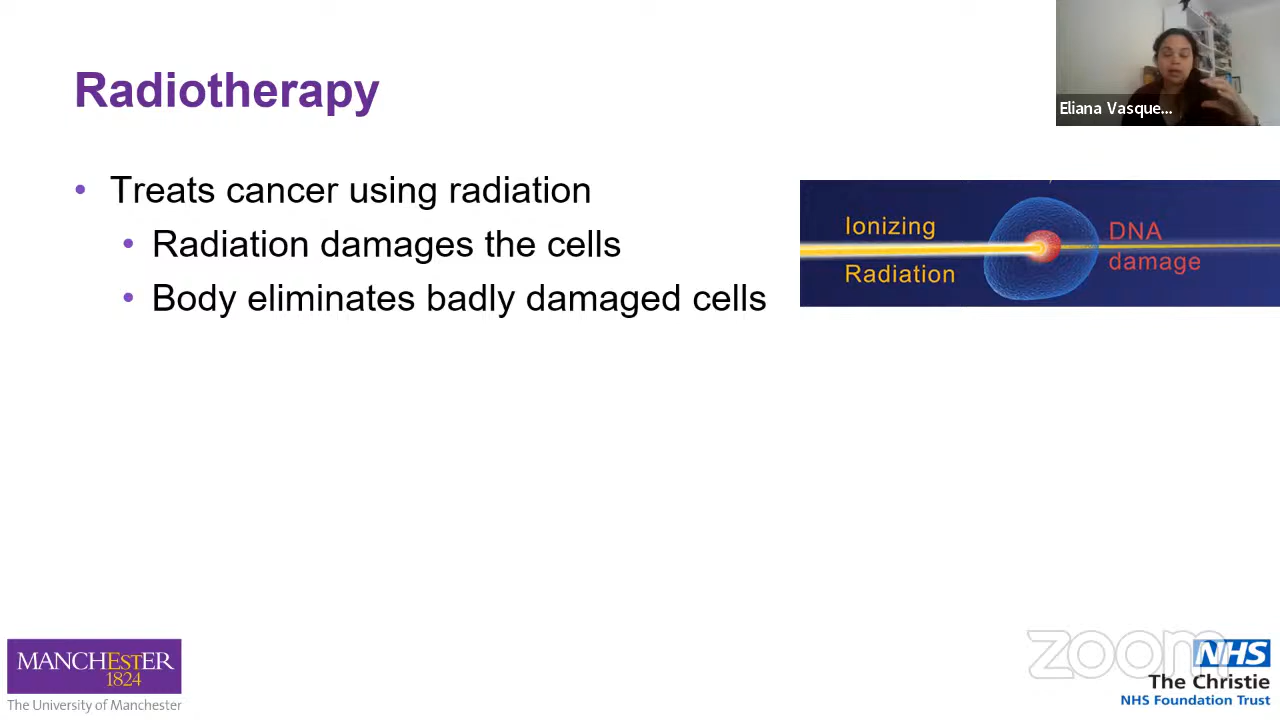 Radiotherapy
Eliana Vasque...
• Treats cancer using radiation
• Radiation damages the cells
• Body eliminates badly damaged cells
Ionizing
Radiation
DNA
damage
MANCHESTER
1824
The University of Manchester
zoom
NHS
The Christie
NHS Foundation Trust